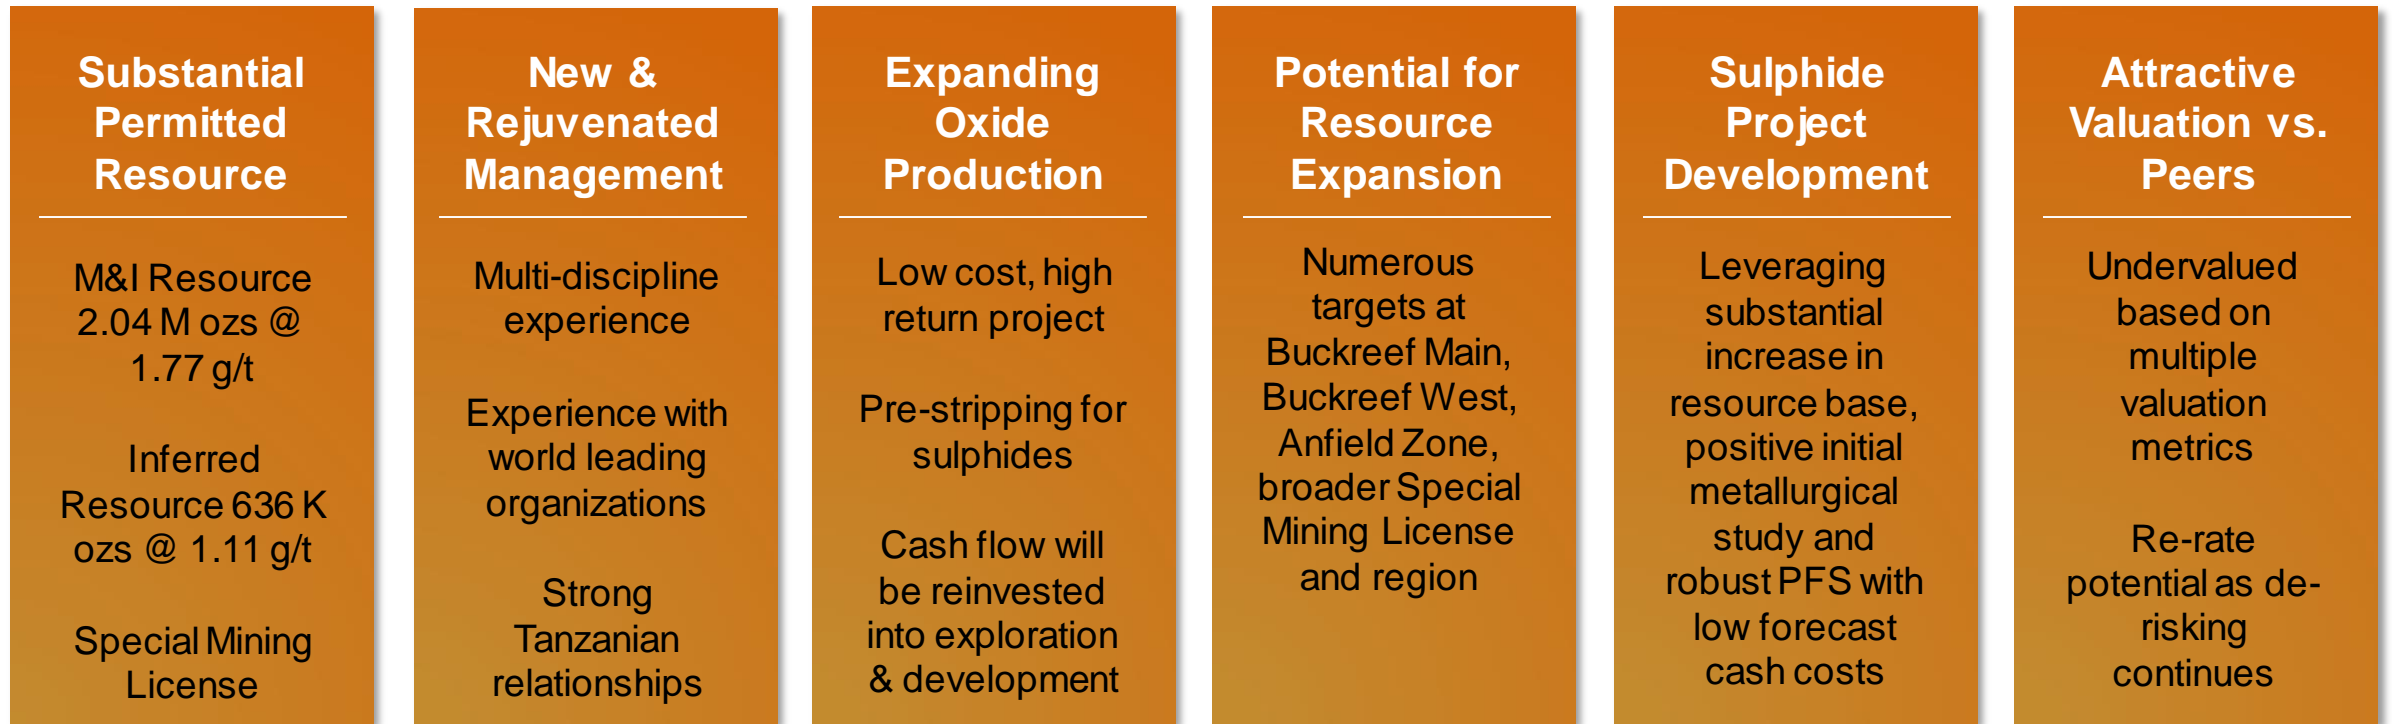 Substantial
Permitted
Resource
M&I Resource
2.04 M ozs @
1.77 g/t
Inferred
Resource 636 K
ozs @ 1.11 g/t
Special Mining
License
New &
Rejuvenated
Management
Multi-discipline
experience
Experience with
world leading
organizations
Strong
Tanzanian
relationships
Expanding
Oxide
Production
Low cost, high
return project
Pre-stripping for
sulphides
Cash flow will
be reinvested
into exploration
& development
Potential for
Resource
Expansion
Numerous
targets at
Buckreef Main,
Buckreef West,
Anfield Zone,
broader Special
Mining License
and region
Sulphide
Project
Development
Leveraging
substantial
increase in
resource base,
positive initial
metallurgical
study and
robust PFS with
low forecast
cash costs
Attractive
Valuation vs.
Peers
Undervalued
based on
multiple
valuation
metrics
Re-rate
potential as de-
risking
continues